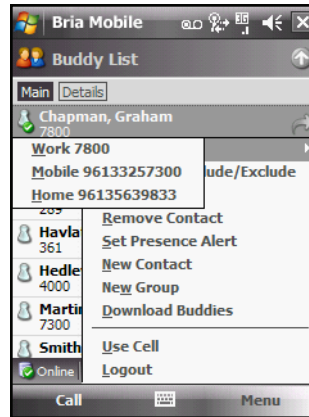 Bria Mobile
Buddy List
Main Details
Chapman, Graham
7800
Work 7800
Mobile 96133257300
Home 96135639833
lude/Exclude
289
Havla
361
Hedle
4000
Martin
7300
Smith
Remove Contact
Set Presence Alert
New Contact
New Group
Download Buddies
Use Cell
Logout
Online
Call Menu